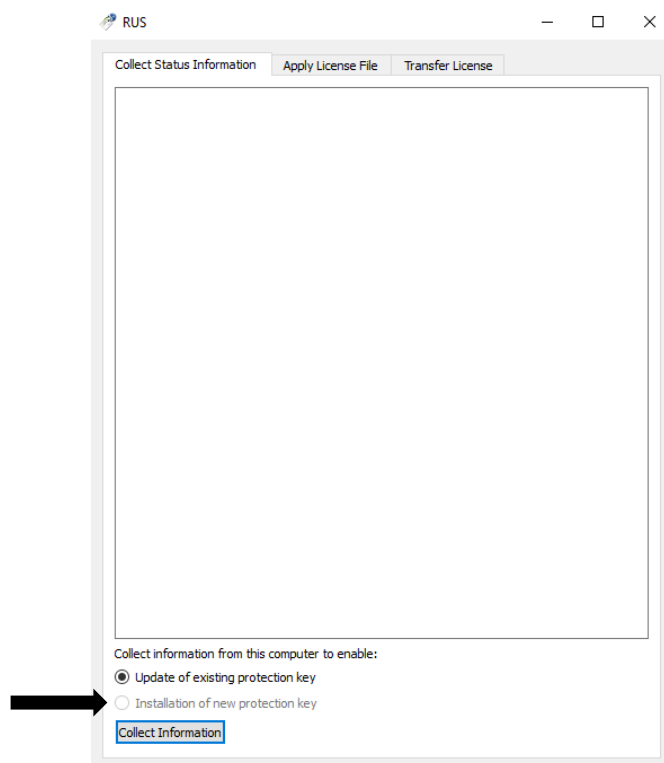 RUS
Collect Status Information Apply License File Transfer License
Collect information from this computer to enable:
Update of existing protection key
Installation of new protection key
Collect Information